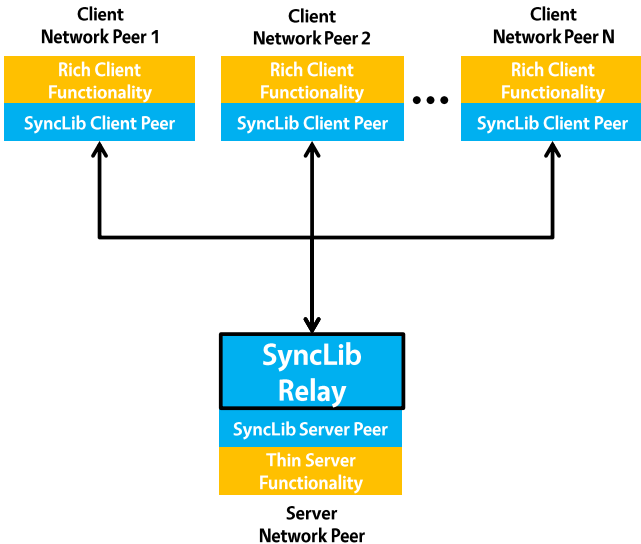 Client
Network Peer 1
Client
Network Peer 2
Client
Network Peer N
Rich Client
Functionality
Rich Client
Functionality
Rich Client
Functionality
SyncLib Client Peer
SyncLib Client Peer
SyncLib Client Peer
SyncLib
Relay
SyncLib Server Peer
Thin Server
Functionality
Server
Network Peer